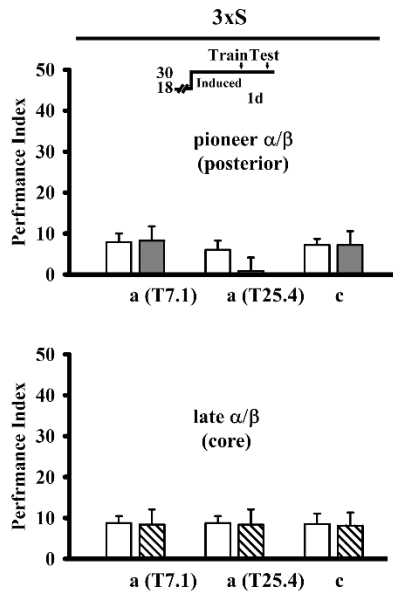 3xS
Train Test
50
30
18
Induced
1d
40
pioneer α/β
(posterior)
30
20
10
0
Perfrmance Index
a (T7.1) a (T25.4) c
50
40
late α/β
(core)
30
20
10
0
Perfrmance Index
a (T7.1) a (T25.4) c